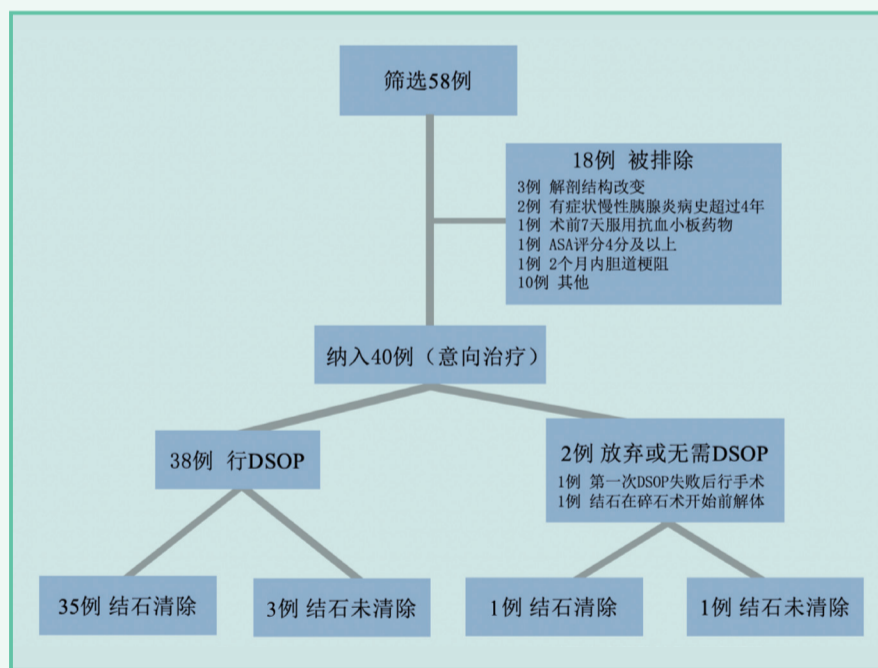 筛选58例
18例 被排除
3例 解剖结构改变
2例 有症状慢性胰腺炎病史超过4年
1例 术前7天服用抗血小板药物
1例 ASA评分4分及以上
1例 2个月内胆道梗阻
10例 其他
纳入40例（意向治疗）
38例 行DSOP
2例 放弃或无需DSOP
1例 第一次DSOP失败后行手术
1例 结石在碎石术开始前解体
35例 结石清除
3例 结石未清除
1例 结石清除
1例 结石未清除